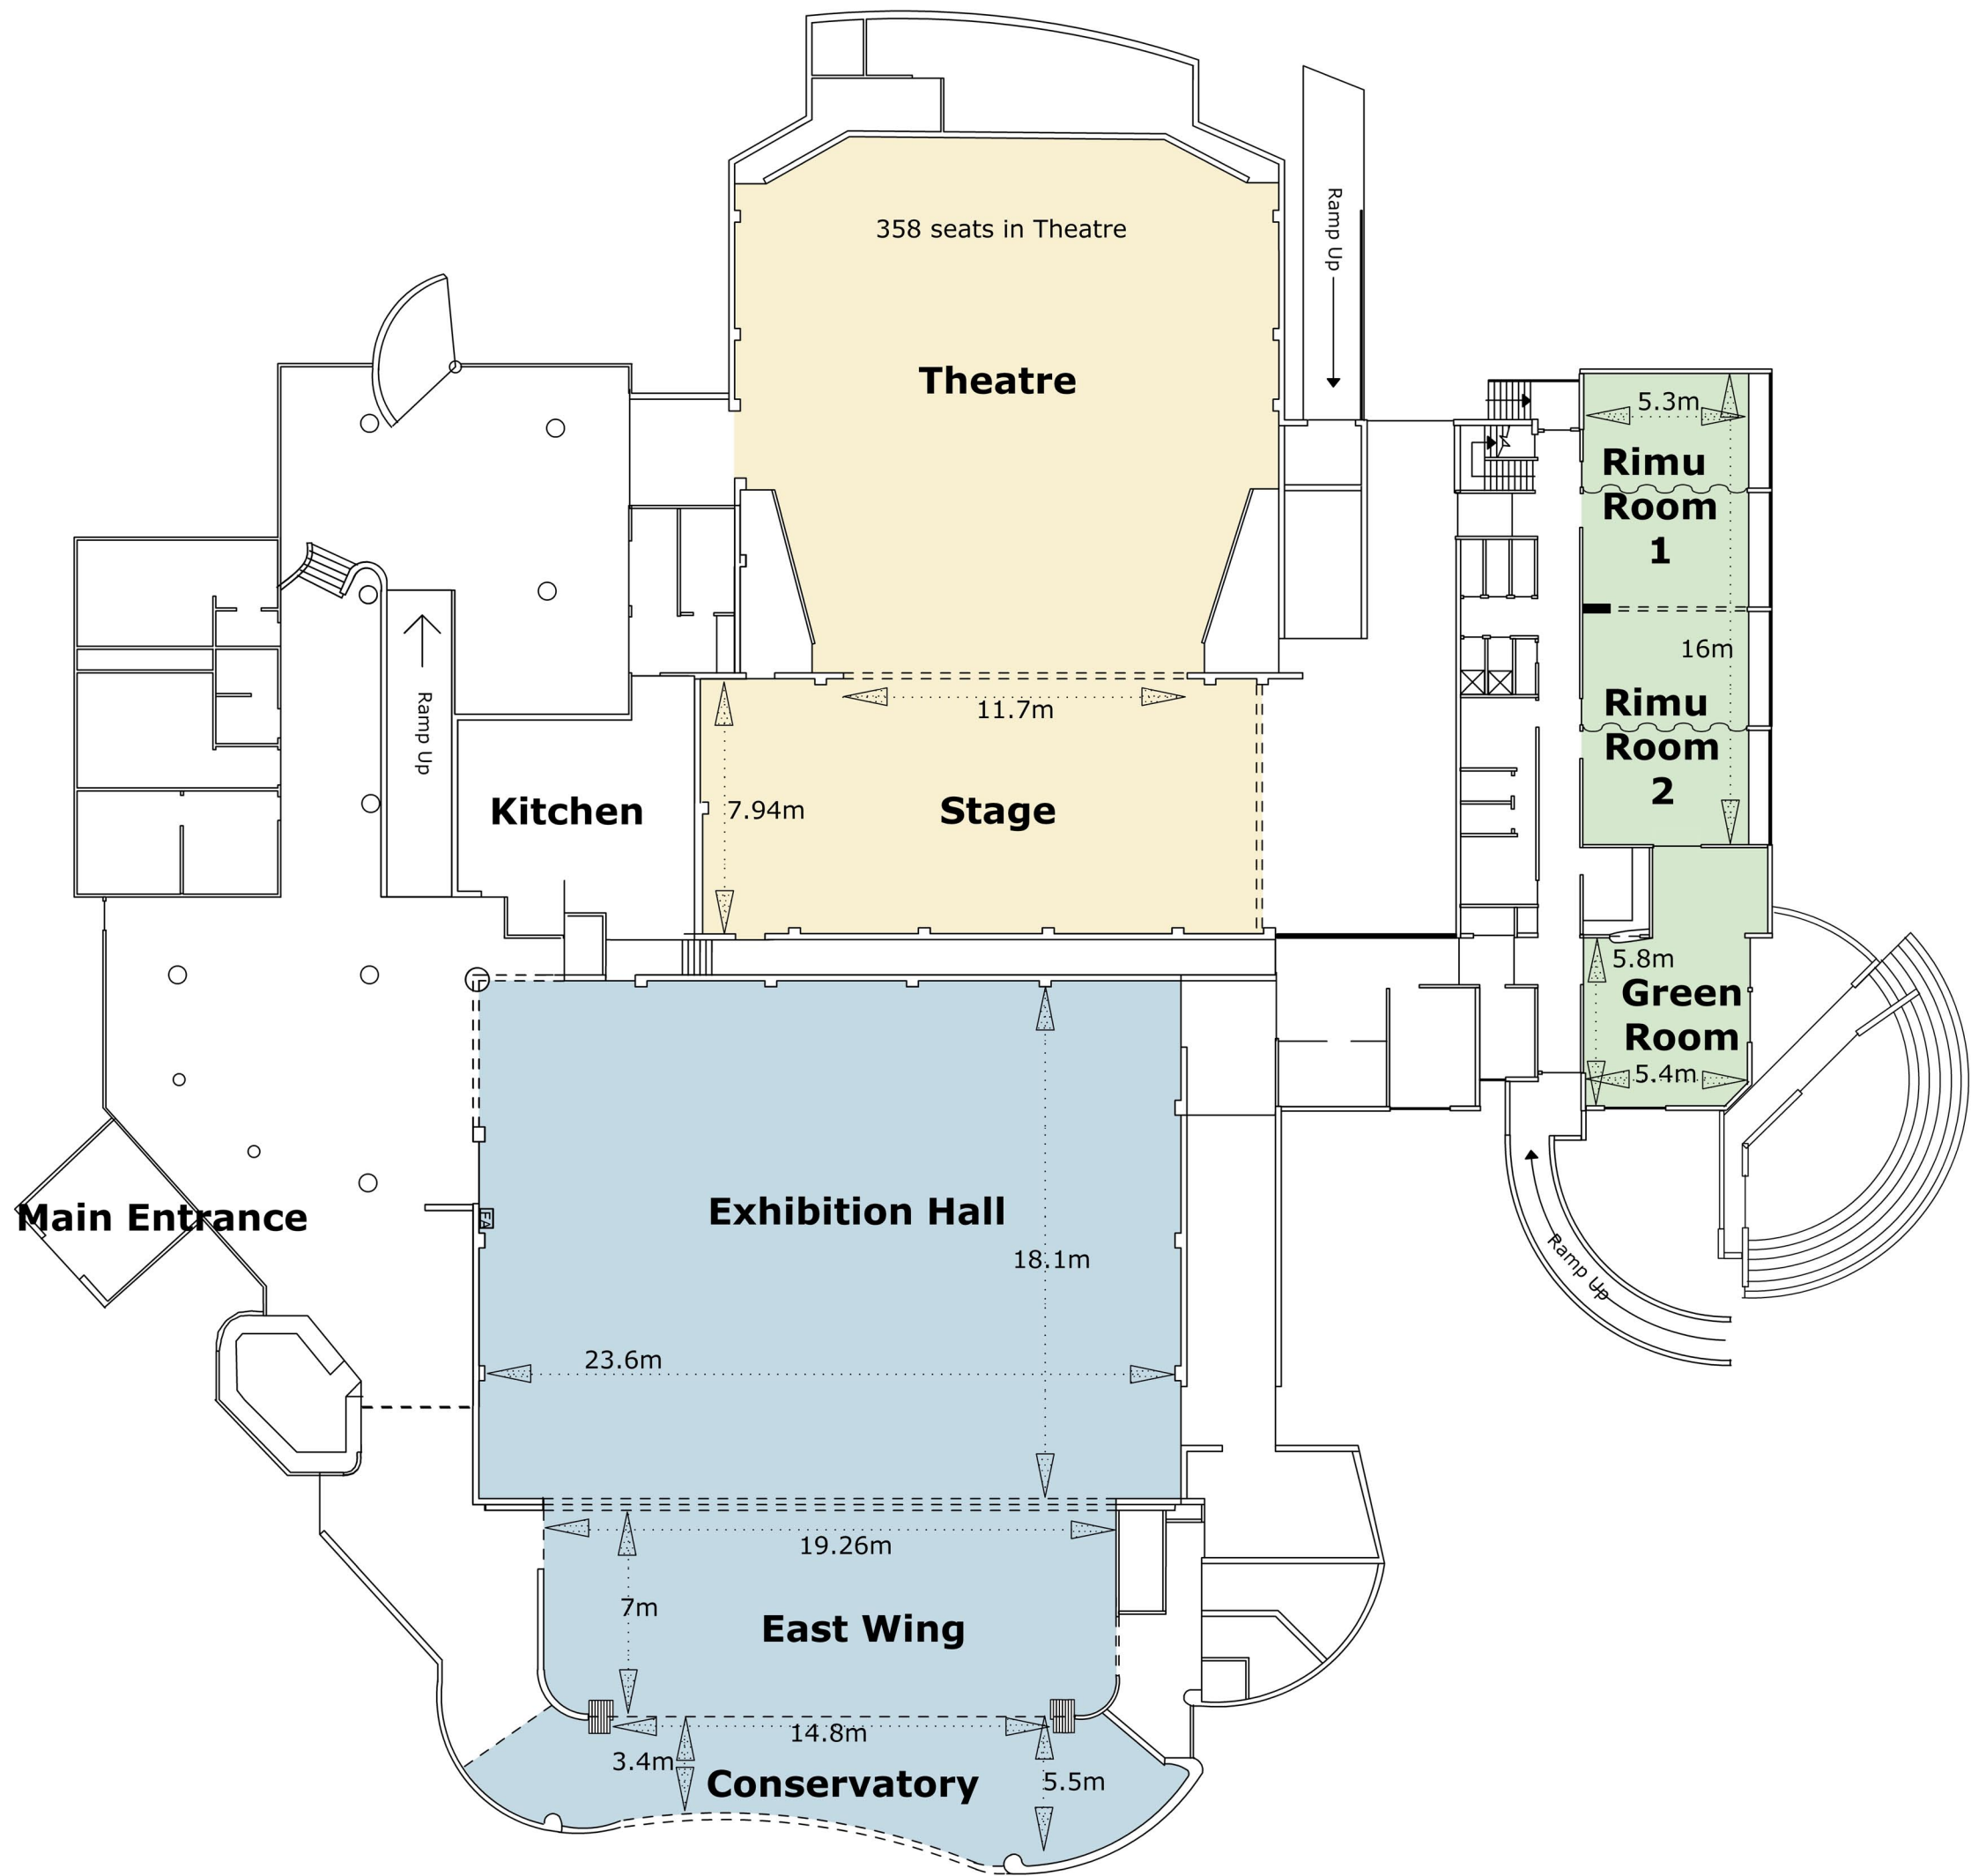 358 seats in Theatre
Ramp Up
Theatre
5.3m
Rimu
Room
1
16m
Rimu
Room
2
Ramp Up
11.7m
Kitchen
7.94m
Stage
5.8m
Green
Room
5.4m
Main Entrance
FA
Exhibition Hall
18.1m
Ramp Up
23.6m
19.26m
7m
East Wing
14.8m
3.4m
Conservatory
5.5m